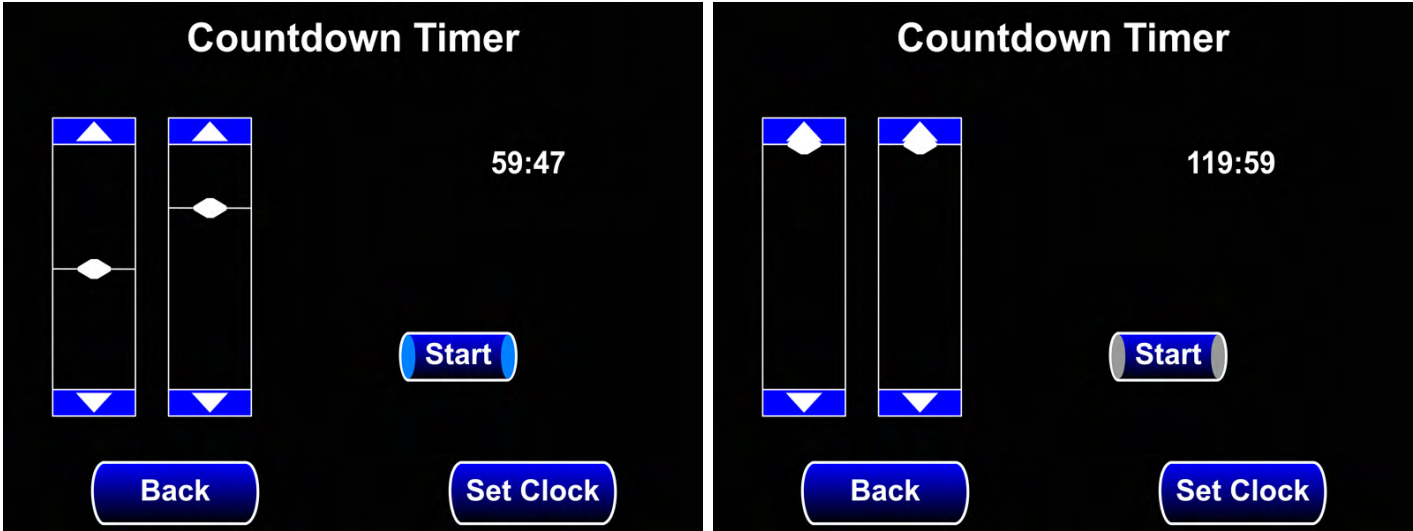 Countdown Timer
59:47
Start
Back
Set Clock
Countdown Timer
119:59
Start
Back
Set Clock